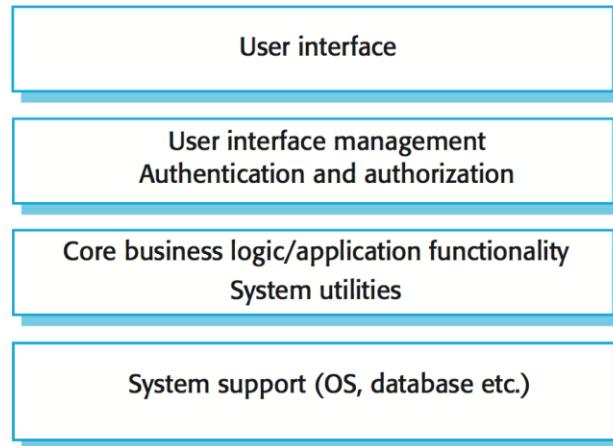 User interface
User interface management
Authentication and authorization
Core business logic/application functionality
System utilities
System support (OS, database etc.)